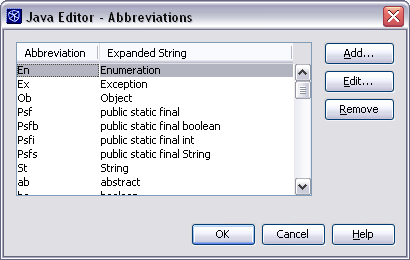 Java Editor - Abbreviations
Abbreviation Expanded String
En Enumeration
Ex Exception
Ob Object
Psf public static final
Psfb public static final boolean
Psfi public static final int
Psfs public static final String
St String
ab abstract
Add...
Edit...
Remove
OK Cancel Help